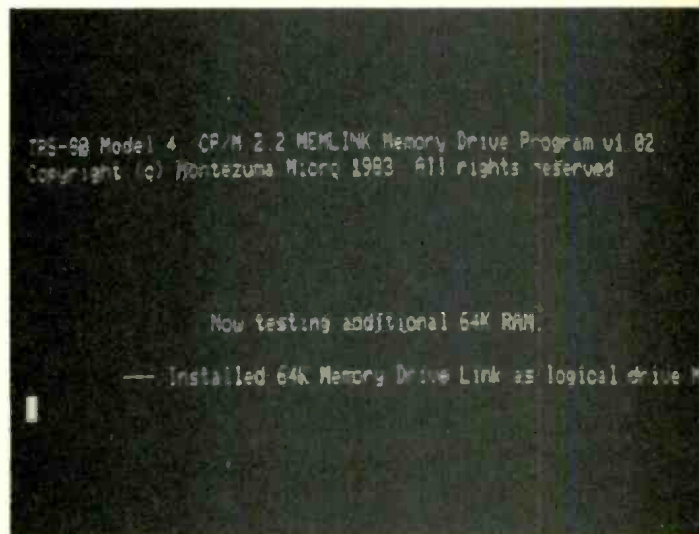 TRS-80 Model 4 CP/M 2.2 MEMLINK Memory Drive Program v1.02
Copyright (c) Montezuma Micro 1983 All rights reserved
Now testing additional 64K RAM.
—— Installed 64K Memory Drive Link as logical drive M